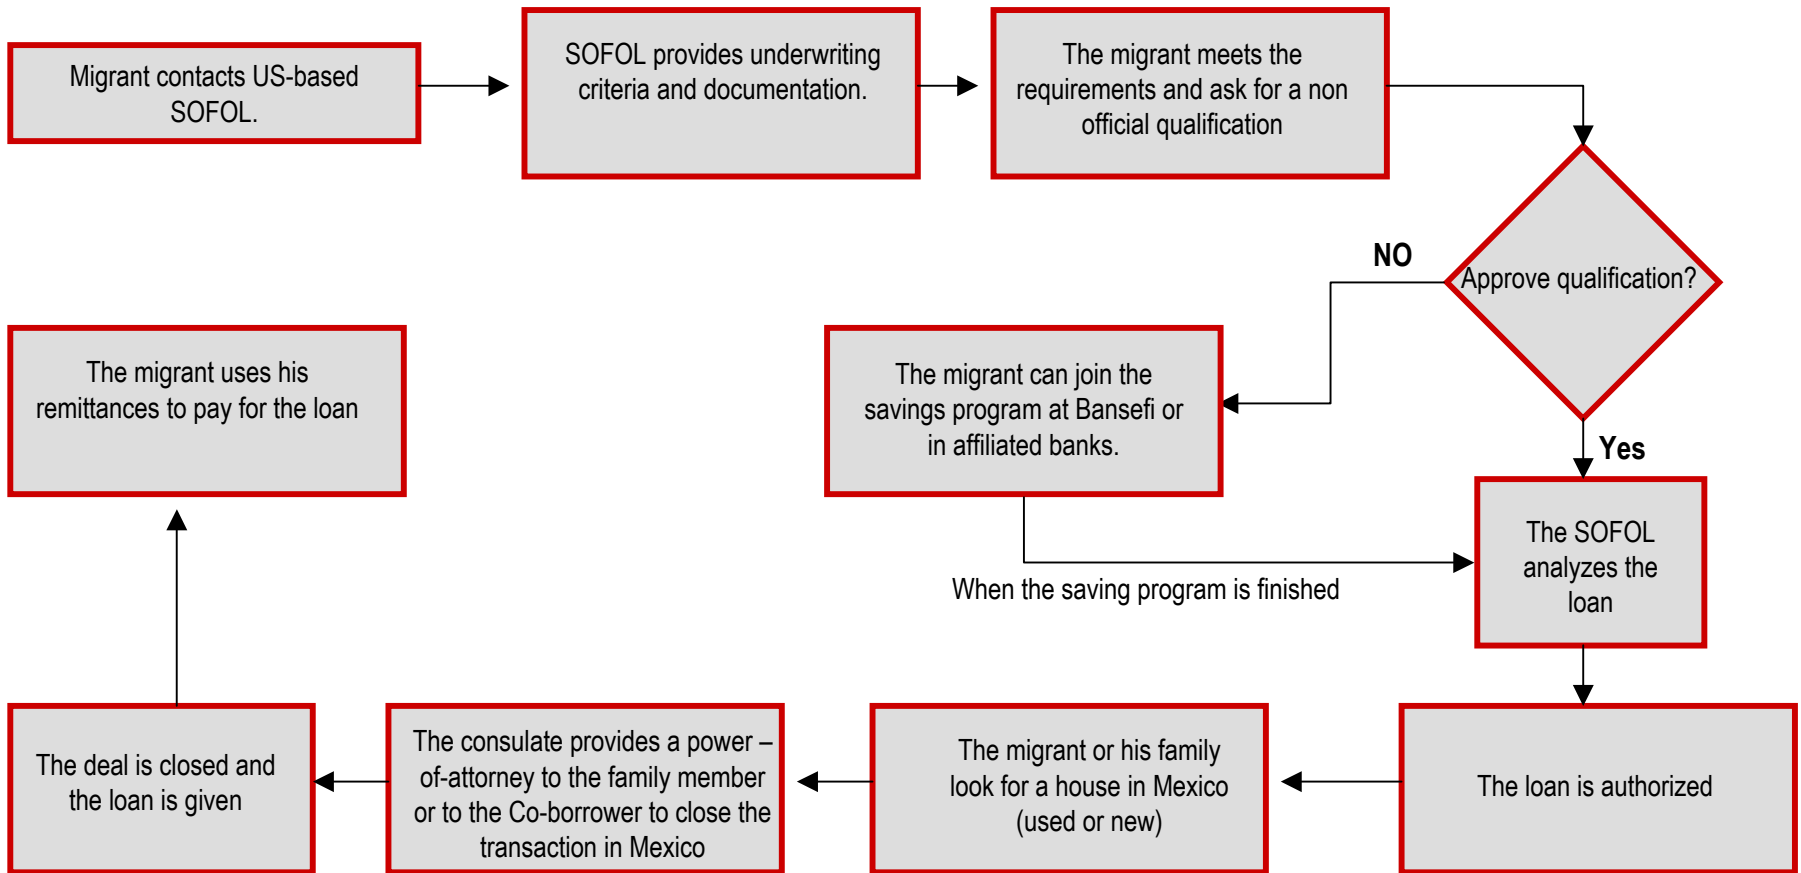 Migrant contacts US-based
SOFOL.
SOFOL provides underwriting
criteria and documentation.
The migrant meets the
requirements and ask for a non
official qualification
Approve qualification?
NO
Yes
The migrant can join the
savings program at Bansefi or
in affiliated banks.
When the saving program is finished
The SOFOL
analyzes the
loan
The loan is authorized
The migrant or his family
look for a house in Mexico
(used or new)
The consulate provides a power –
of-attorney to the family member
or to the Co-borrower to close the
transaction in Mexico
The deal is closed and
the loan is given
The migrant uses his
remittances to pay for the loan